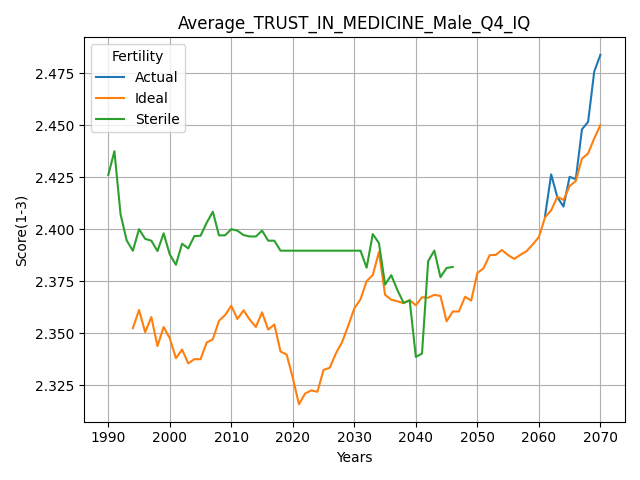 Average_TRUST_IN_MEDICINE_Male_Q4_IQ
Fertility
Actual
Ideal
Sterile
Score(1-3)
2.475
2.450
2.425
2.400
2.375
2.350
2.325
1990 2000 2010 2020 2030 2040 2050 2060 2070
Years